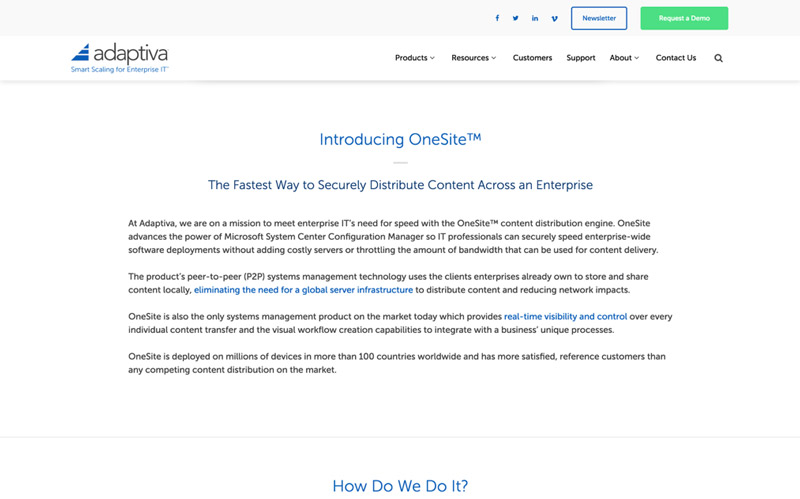 Newsletter
Request a Demo
adaptiva
Smart Scaling for Enterprise IT™
Products
Resources
Customers
Support
About
Contact Us
Introducing OneSite™
The Fastest Way to Securely Distribute Content Across an Enterprise
At Adaptiva, we are on a mission to meet enterprise IT's need for speed with the OneSite™ content distribution engine. OneSite
advances the power of Microsoft System Center Configuration Manager so IT professionals can securely speed enterprise-wide
software deployments without adding costly servers or throttling the amount of bandwidth that can be used for content delivery.
The product's peer-to-peer (P2P) systems management technology uses the clients enterprises already own to store and share
content locally, eliminating the need for a global server infrastructure to distribute content and reducing network impacts.
OneSite is also the only systems management product on the market today which provides real-time visibility and control over every
individual content transfer and the visual workflow creation capabilities to integrate with a business' unique processes.
OneSite is deployed on millions of devices in more than 100 countries worldwide and has more satisfied, reference customers than
any competing content distribution on the market.
How Do We Do It?